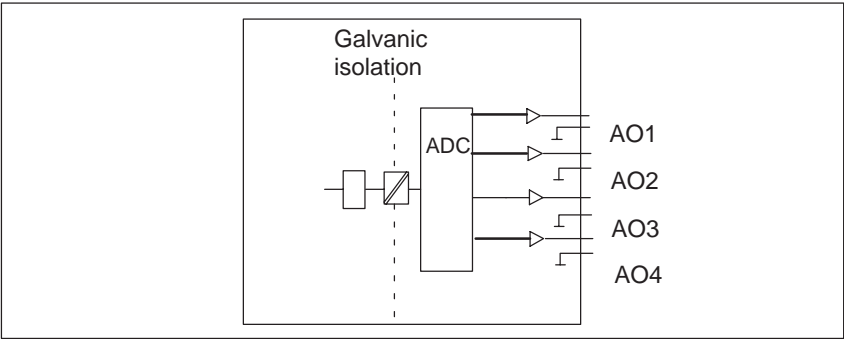 Galvanic
isolation
ADC
AO1
AO2
AO3
AO4